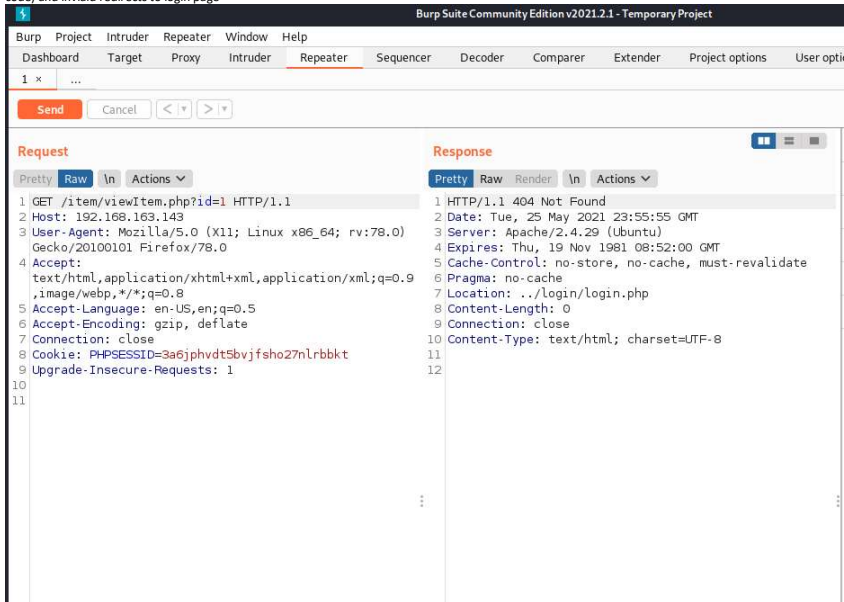 code, and invalid redirects to login page
Burp Suite Community Edition v2021.2.1 - Temporary Project
Burp Project Intruder Repeater Window Help
Dashboard Target Proxy Intruder Repeater Sequencer Decoder Comparer Extender Project options User opti
1 × ...
Send Cancel < | ▼ > | ▼
Request
Pretty Raw \n Actions
1 GET /item/viewItem.php?id=1 HTTP/1.1
2 Host: 192.168.163.143
3 User-Agent: Mozilla/5.0 (X11; Linux x86_64; rv:78.0)
Gecko/20100101 Firefox/78.0
4 Accept:
text/html,application/xhtml+xml,application/xml;q=0.9
,image/webp,*/*;q=0.8
5 Accept-Language: en-US,en;q=0.5
6 Accept-Encoding: gzip, deflate
7 Connection: close
8 Cookie: PHPSESSID=3a6jphvdt5bvjfsho27nlrbbkt
9 Upgrade-Insecure-Requests: 1
10
11
Response
Pretty Raw Render \n Actions
1 HTTP/1.1 404 Not Found
2 Date: Tue, 25 May 2021 23:55:55 GMT
3 Server: Apache/2.4.29 (Ubuntu)
4 Expires: Thu, 19 Nov 1981 08:52:00 GMT
5 Cache-Control: no-store, no-cache, must-revalidate
6 Pragma: no-cache
7 Location: ../login/login.php
8 Content-Length: 0
9 Connection: close
10 Content-Type: text/html; charset=UTF-8
11
12